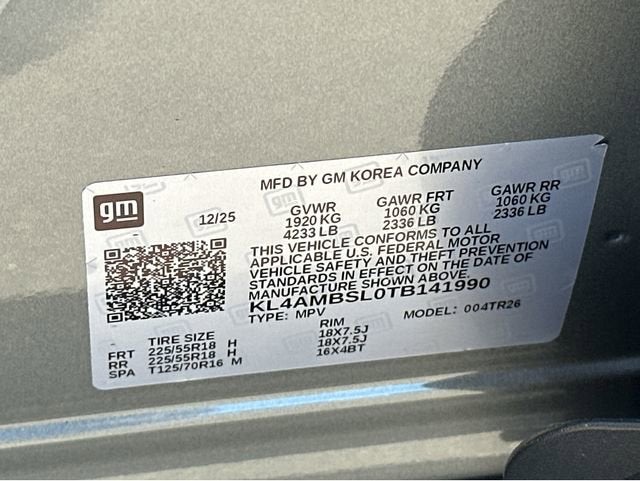 MFD BY GM KOREA COMPANY
gm
12/25
GVWR GAWR FRT GAWR RR
1920 KG 1060 KG 1060 KG
4233 LB 2336 LB 2336 LB
THIS VEHICLE CONFORMS TO ALL
APPLICABLE U.S. FEDERAL MOTOR
VEHICLE SAFETY AND THEFT PREVENTION
STANDARDS IN EFFECT ON THE DATE OF
MANUFACTURE SHOWN ABOVE.
KL4AMBSL0TB141990
TYPE: MPV MODEL: 004TR26
TIRE SIZE RIM
FRT 225/55R18 H 18X7.5J
RR 225/55R18 H 18X7.5J
SPA T125/70R16 M 16X4BT